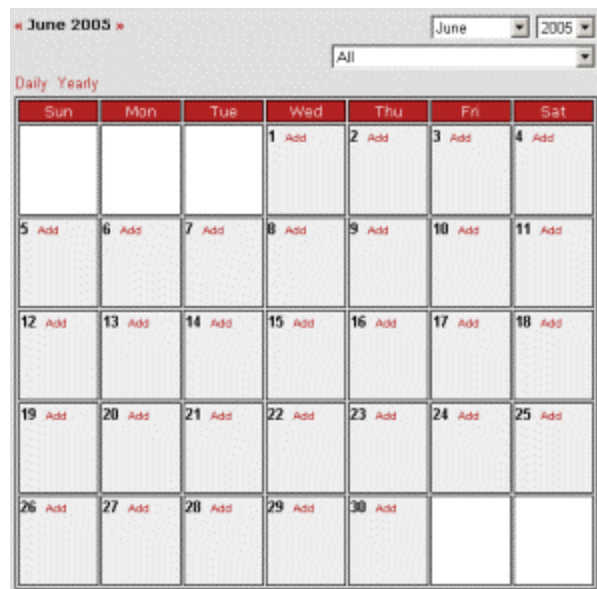 « June 2005 » June 2005
All
Daily Yearly
Sun Mon Tue Wed Thu Fri Sat
1 Add 2 Add 3 Add 4 Add
5 Add 6 Add 7 Add 8 Add 9 Add 10 Add 11 Add
12 Add 13 Add 14 Add 15 Add 16 Add 17 Add 18 Add
19 Add 20 Add 21 Add 22 Add 23 Add 24 Add 25 Add
26 Add 27 Add 28 Add 29 Add 30 Add